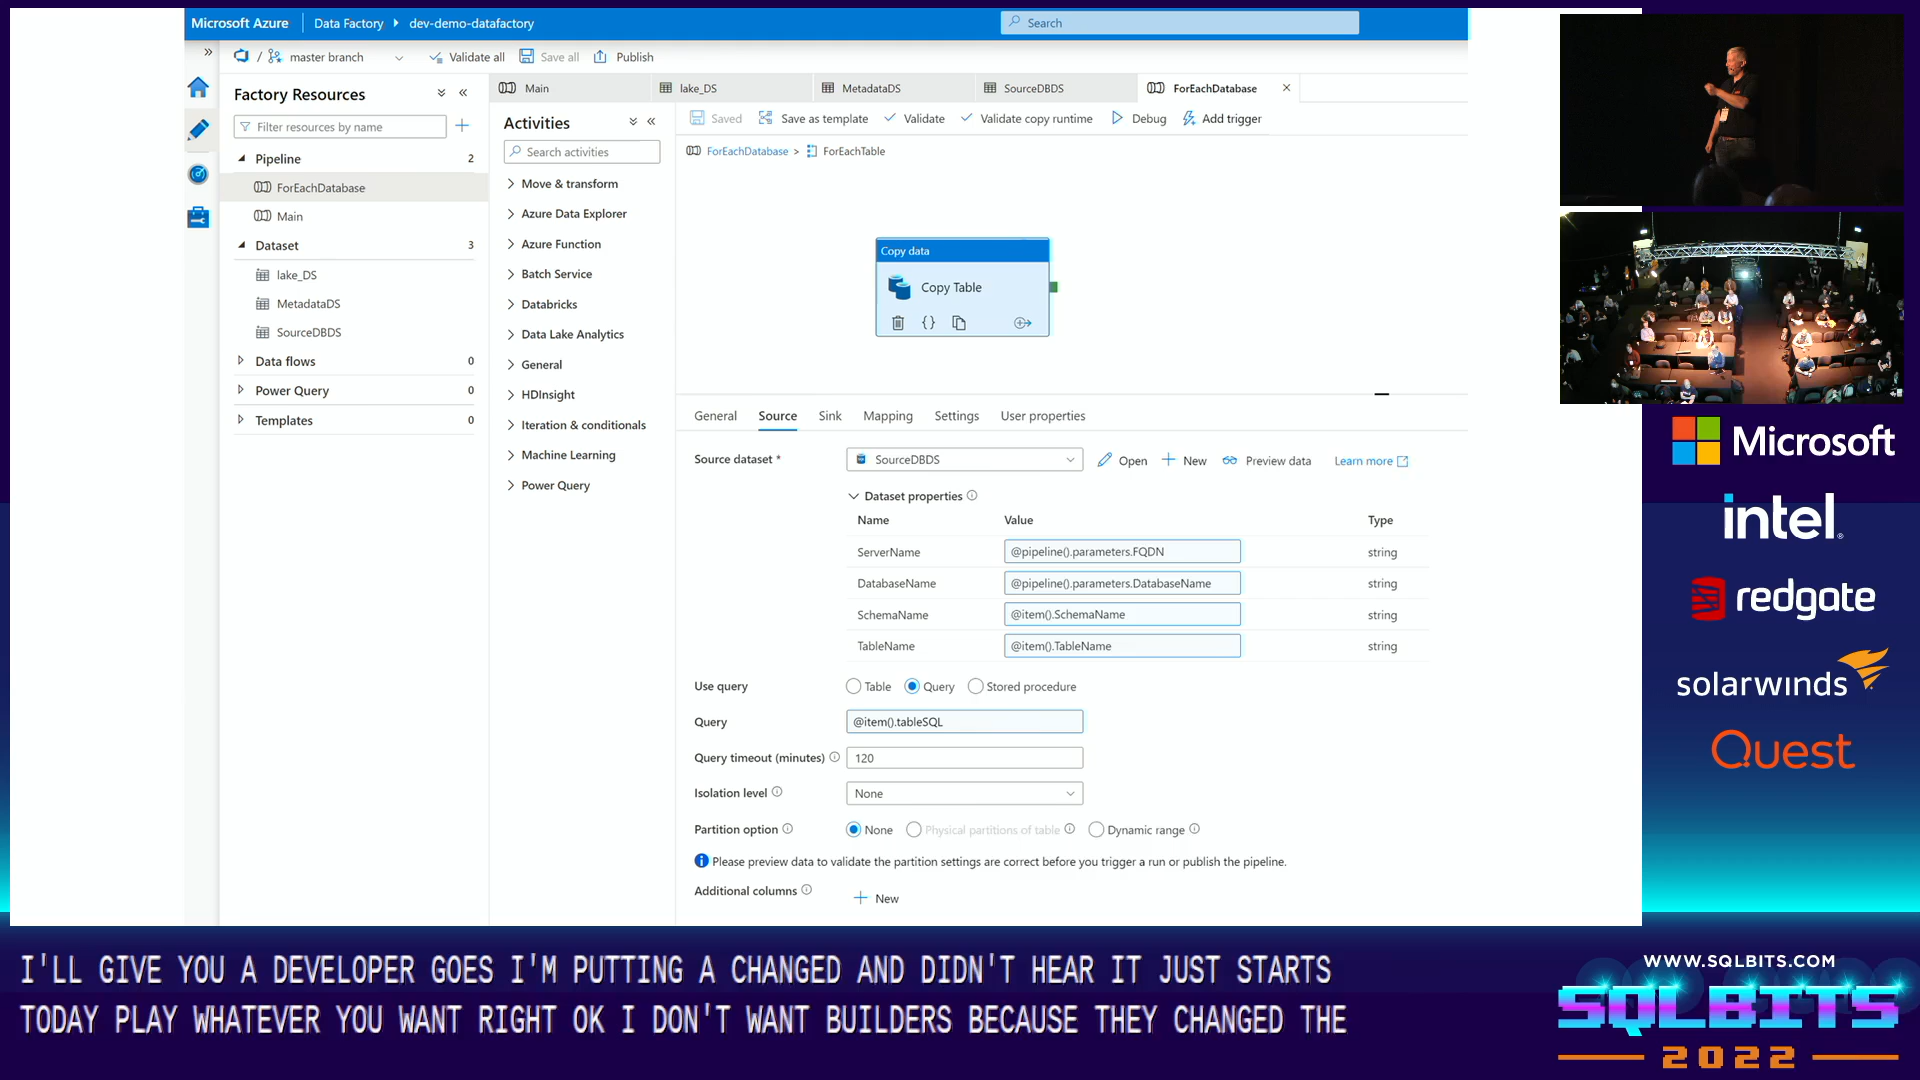 Microsoft Azure
Data Factory
dev-demo-datafactory
Search
/ master branch
Validate all
Save all
Publish
Factory Resources
Filter resources by name
Pipeline 2
ForEachDatabase
Main
Dataset 3
lake_DS
MetadataDS
SourceDBDS
Data flows 0
Power Query 0
Templates 0
Main
lake_DS
MetadataDS
SourceDBDS
ForEachDatabase
Activities
Search activities
Move & transform
Azure Data Explorer
Azure Function
Batch Service
Databricks
Data Lake Analytics
General
HDInsight
Iteration & conditionals
Machine Learning
Power Query
Saved
Save as template
Validate
Validate copy runtime
Debug
Add trigger
ForEachDatabase > ForEachTable
Copy data
Copy Table
General
Source
Sink
Mapping
Settings
User properties
Source dataset *
SourceDBDS
Open
New
Preview data
Learn more
Dataset properties
Name Value Type
ServerName @pipeline().parameters.FQDN string
DatabaseName @pipeline().parameters.DatabaseName string
SchemaName @item().SchemaName string
TableName @item().TableName string
Use query Table Query Stored procedure
Query @item().tableSQL
Query timeout (minutes) 120
Isolation level None
Partition option None Physical partitions of table Dynamic range
Please preview data to validate the partition settings are correct before you trigger a run or publish the pipeline.
Additional columns New
Microsoft
intel.
redgate
solarwinds
Quest
I'LL GIVE YOU A DEVELOPER GOES I'M PUTTING A CHANGED AND DIDN'T HEAR IT JUST STARTS
TODAY PLAY WHATEVER YOU WANT RIGHT OK I DON'T WANT BUILDERS BECAUSE THEY CHANGED THE
WWW.SQLBITS.COM
SQLBITS
2022